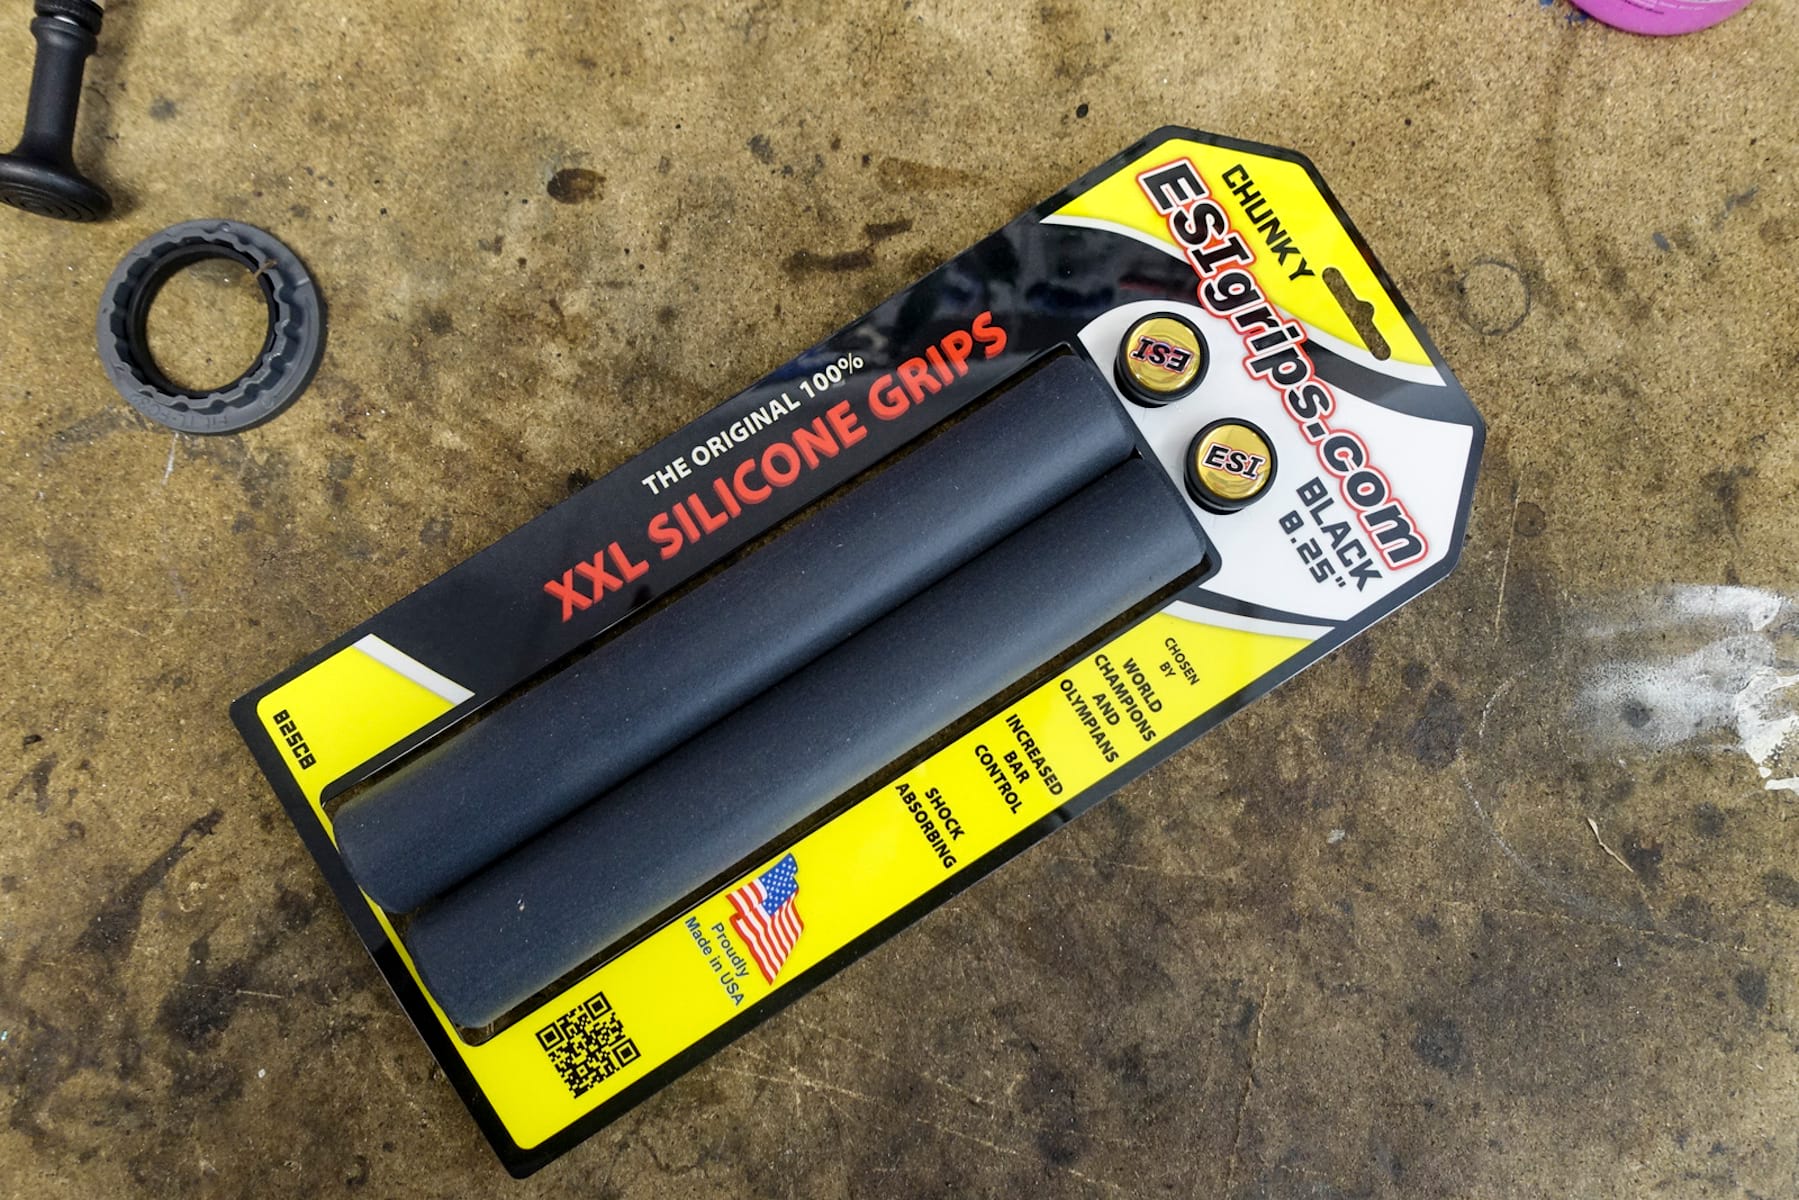 CHUNKY
ESIgrips.com
BLACK
8.25"
ESI
ESI
THE ORIGINAL 100%
XXL SILICONE GRIPS
CHOSEN
BY
WORLD
CHAMPIONS
AND
OLYMPIANS
INCREASED
BAR
CONTROL
SHOCK
ABSORBING
Proudly
Made in USA
825CB